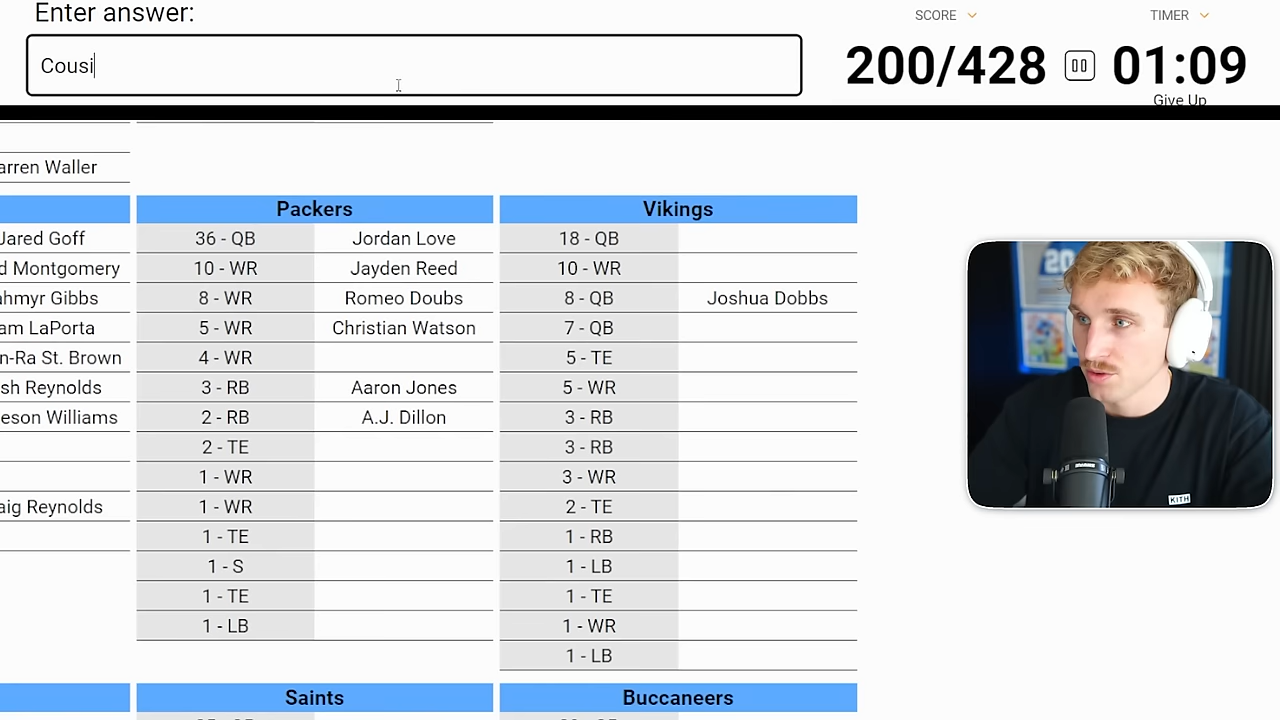 Enter answer:
SCORE
TIMER
Cousi
200/428
01:09
Give Up
arren Waller
Packers
Vikings
Jared Goff
36 - QB
Jordan Love
18 - QB
d Montgomery
10 - WR
Jayden Reed
10 - WR
ahmyr Gibbs
8 - WR
Romeo Doubs
8 - QB
Joshua Dobbs
am LaPorta
5 - WR
Christian Watson
7 - QB
n-Ra St. Brown
4 - WR
5 - TE
sh Reynolds
3 - RB
Aaron Jones
5 - WR
eson Williams
2 - RB
A.J. Dillon
3 - RB
2 - TE
3 - RB
1 - WR
3 - WR
aig Reynolds
1 - WR
2 - TE
1 - TE
1 - RB
1 - S
1 - LB
1 - TE
1 - TE
1 - LB
1 - WR
1 - LB
Saints
Buccaneers
20
KITH